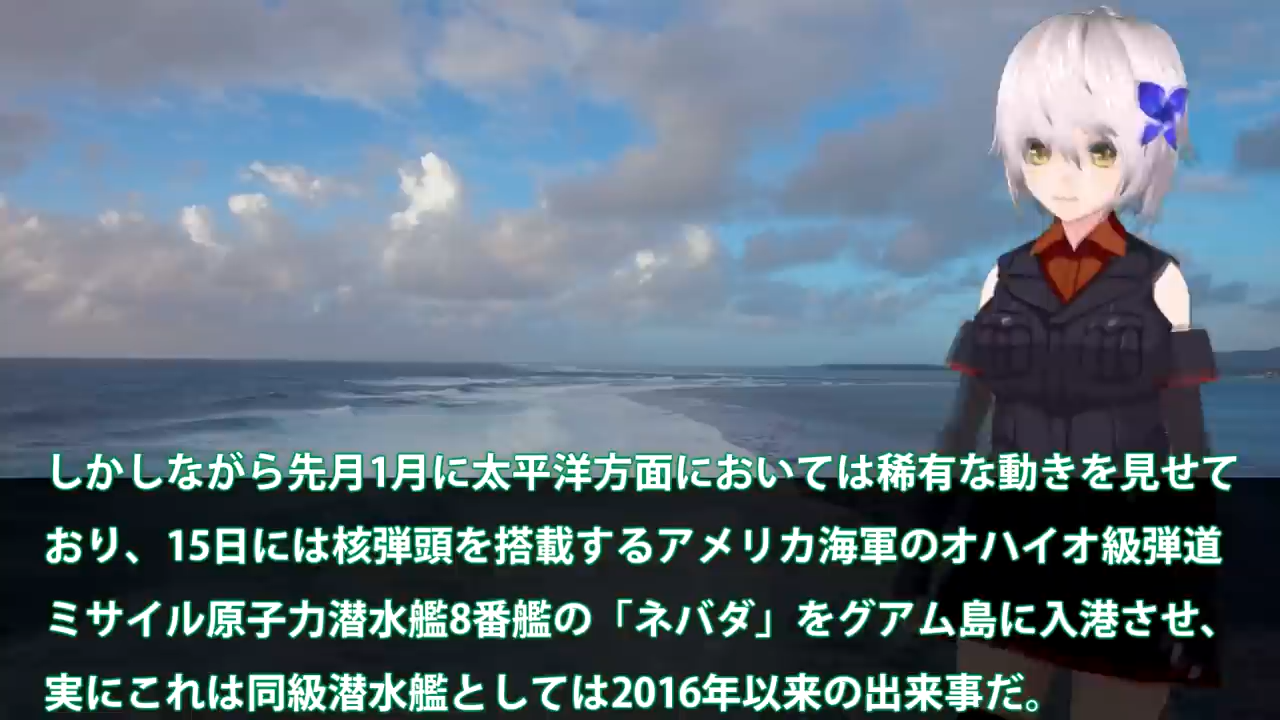 しかしながら先月1月に太平洋方面においては稀有な動きを見せて
おり、15日には核弾頭を搭載するアメリカ海軍のオハイオ級弾道
ミサイル原子力潜水艦8番艦の「ネバダ」をグアム島に入港させ、
実にこれは同級潜水艦としては2016年以来の出来事だ。